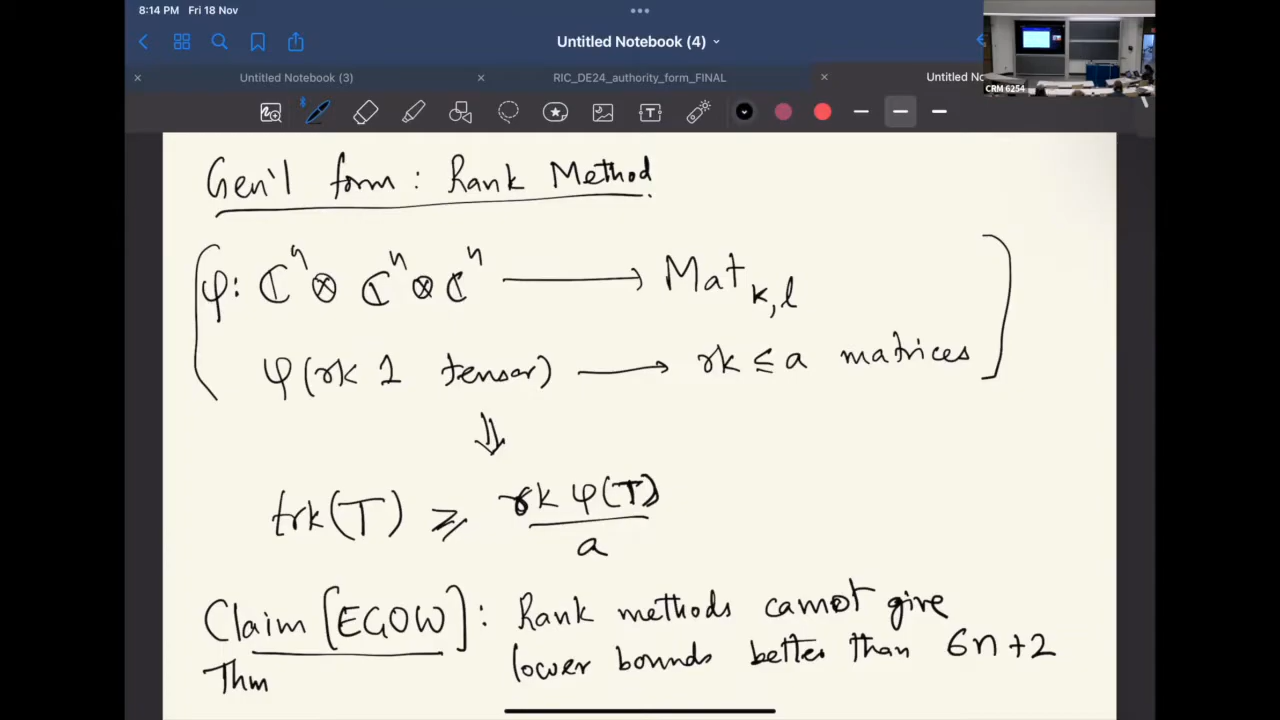 8:14 PM Fri 18 Nov
Untitled Notebook (4)
Untitled Notebook (3)
RIC_DE24_authority_form_FINAL
Untitled No
CRM 6254
Gen'l form: Rank Method
φ: ℂⁿ ⊗ ℂⁿ ⊗ ℂⁿ ⟶ Mat_{k,l}
φ(rk 1 tensor) ⟶ rk ≤ a matrices
⇓
trk(T) ≥ rk φ(T) / a
Claim [EGOW]: Rank methods cannot give
Thm lower bounds better than 6n+2